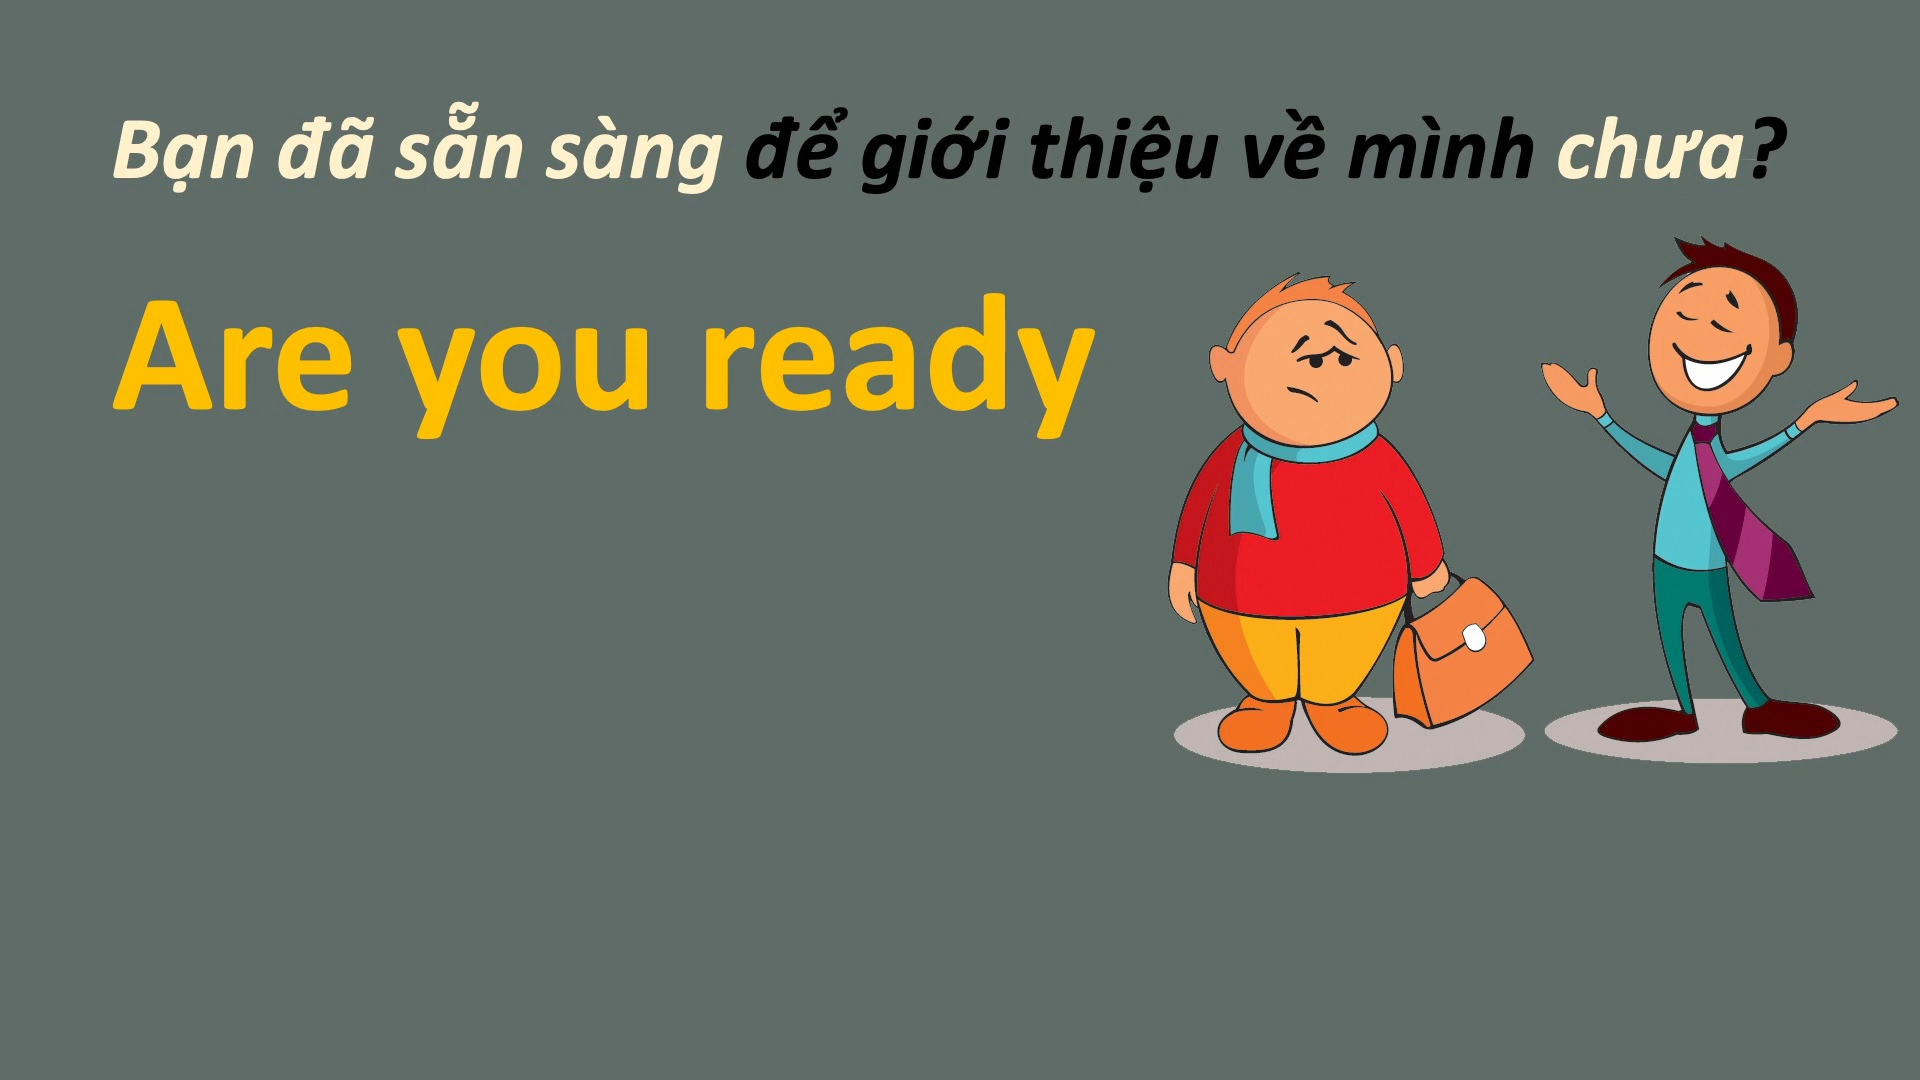 Bạn đã sẵn sàng để giới thiệu về mình chưa?
Are you ready